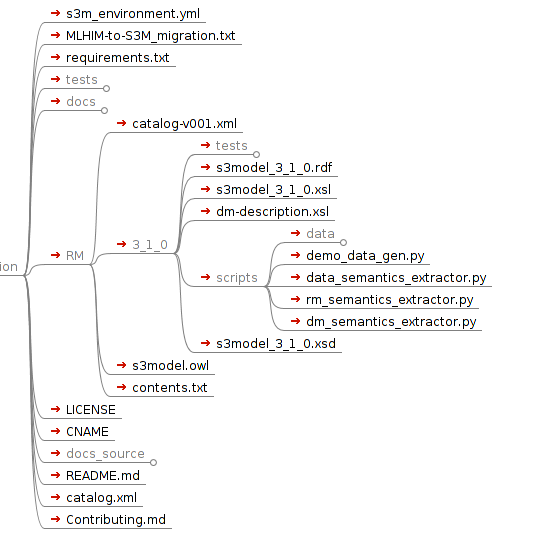 s3m_environment.yml
MLHIM-to-S3M_migration.txt
requirements.txt
tests
docs
catalog-v001.xml
tests
s3model_3_1_0.rdf
s3model_3_1_0.xsl
dm-description.xsl
data
3_1_0
RM
demo_data_gen.py
ion
scripts
data_semantics_extractor.py
rm_semantics_extractor.py
dm_semantics_extractor.py
s3model_3_1_0.xsd
s3model.owl
contents.txt
LICENSE
CNAME
docs_source
README.md
catalog.xml
Contributing.md